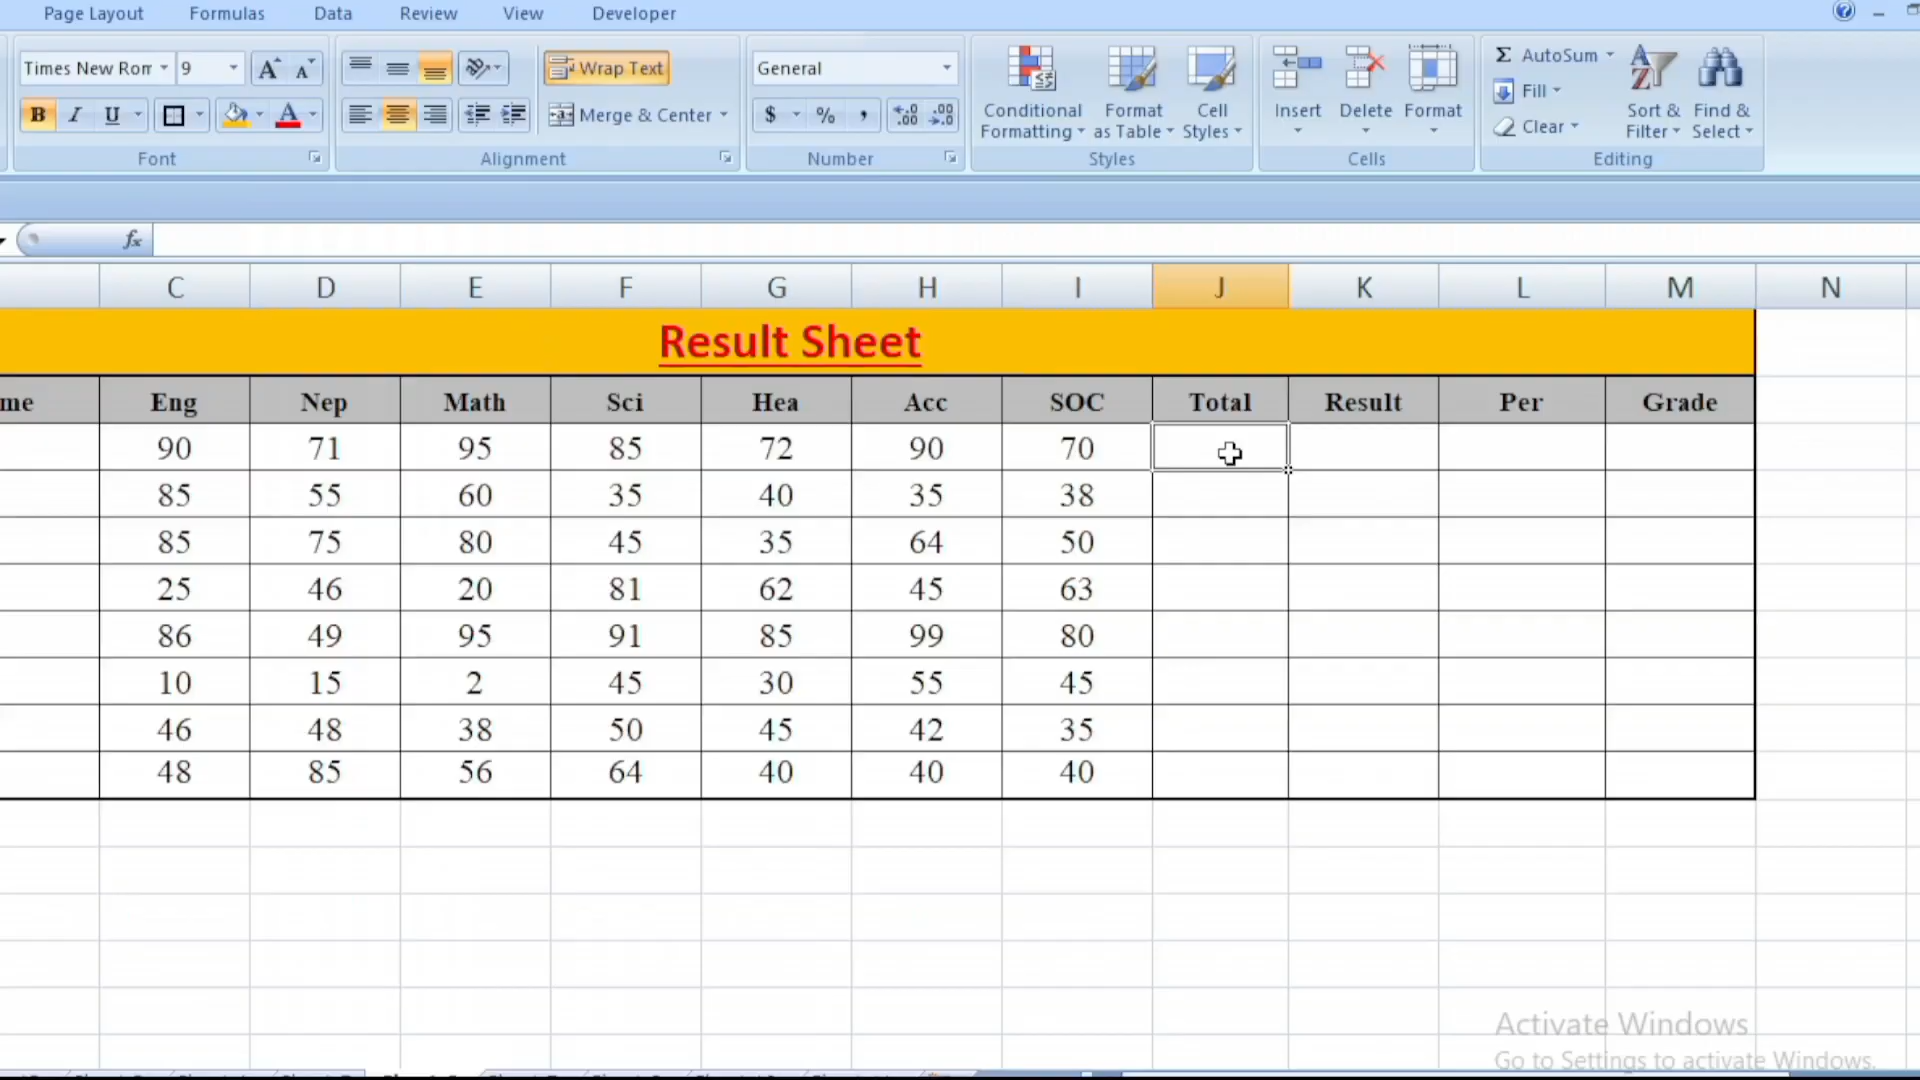 Page Layout Formulas Data Review View Developer
Times New Ron 9 A A Wrap Text General Σ AutoSum
Fill
B I U A Merge & Center $ % , .00 .00 Conditional Formatting Format as Table Cell Styles Insert Delete Format Clear Sort & Filter Find & Select
Font Alignment Number Styles Cells Editing
fx
C D E F G H I J K L M N
Result Sheet
me Eng Nep Math Sci Hea Acc SOC Total Result Per Grade
90 71 95 85 72 90 70
85 55 60 35 40 35 38
85 75 80 45 35 64 50
25 46 20 81 62 45 63
86 49 95 91 85 99 80
10 15 2 45 30 55 45
46 48 38 50 45 42 35
48 85 56 64 40 40 40
Activate Windows
Go to Settings to activate Windows.